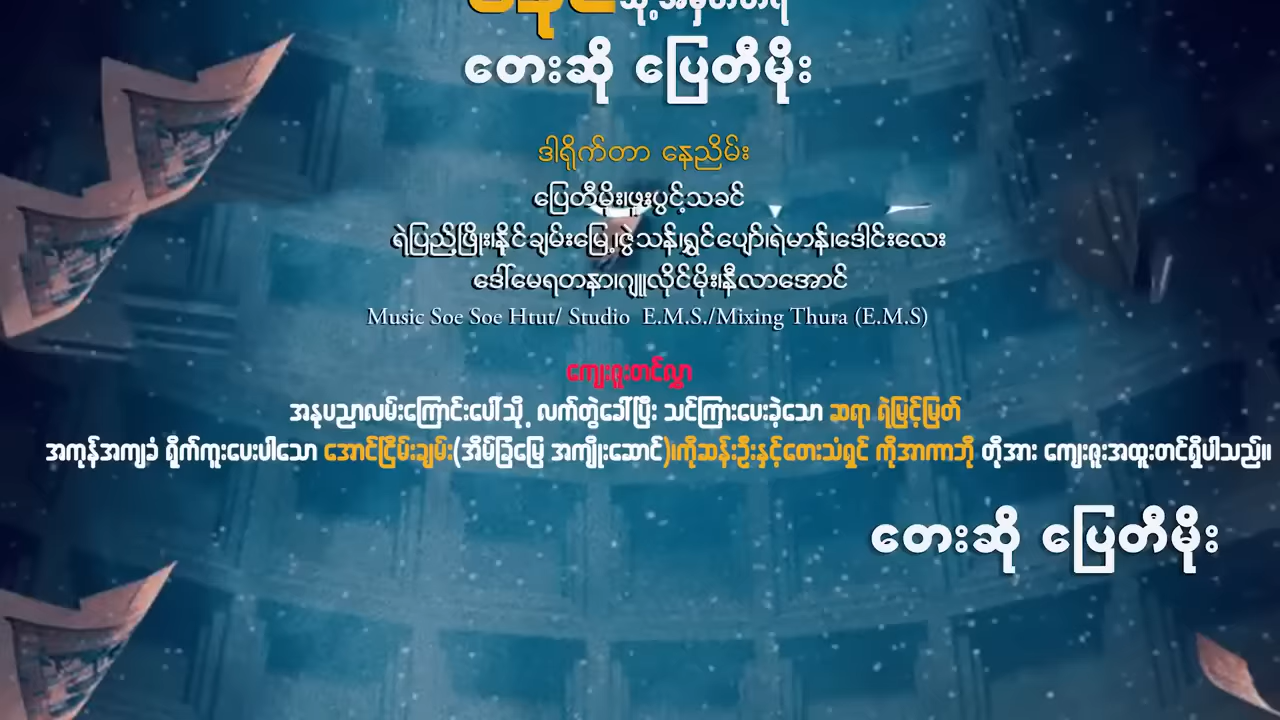 သို့အမှတ်တရ
တေးဆို ပြေတီမိုး
ဒါရိုက်တာ နေညိမ်း
ပြေတီမိုး၊ဖူးပွင့်သခင်
ရဲပြည့်ဖြိုး၊နိုင်ချမ်းမြေ့၊ဇွဲသန်၊ရွှင်ပျော်၊ရဲမာန်၊ဒေါင်းလေး
ဒေါ်မေရတနာ၊ဂျူလိုင်မိုး၊နီလာအောင်
Music Soe Soe Htut/ Studio E.M.S./Mixing Thura (E.M.S)
ကျေးဇူးတင်လွှာ
အနုပညာလမ်းကြောင်းပေါ်သို့ လက်တွဲခေါ်ပြီး သင်ကြားပေးခဲ့သော ဆရာ ရဲမြင့်မြတ်
အကုန်အကျခံ ရိုက်ကူးပေးပါသော အောင်ငြိမ်းချမ်း(အိမ်ခြံမြေ အကျိုးဆောင်)၊ကိုဆန်းဦးနှင့်တေးသံရှင် ကိုအာကာဘို တို့အား ကျေးဇူးအထူးတင်ရှိပါသည်။
တေးဆို ပြေတီမိုး